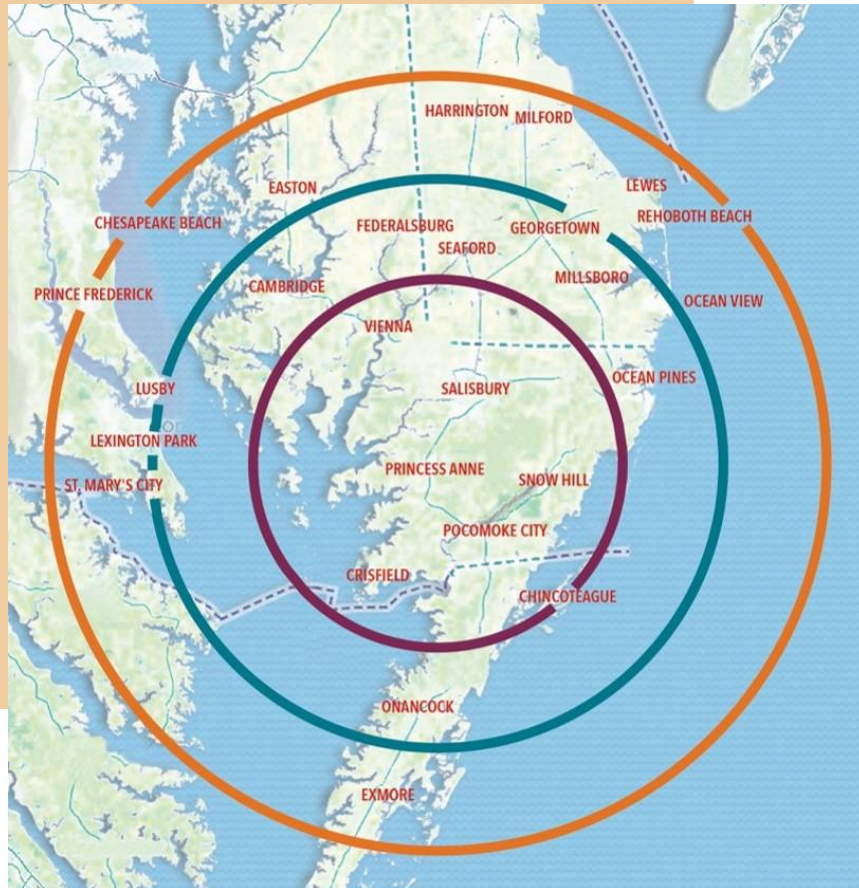 HARRINGTON
MILFORD
EASTON
LEWES
CHESAPEAKE BEACH
REHOBOTH BEACH
FEDERALSBURG
GEORGETOWN
SEAFORD
CAMBRIDGE
MILLSBORO
PRINCE FREDERICK
OCEAN VIEW
VIENNA
LUSBY
SALISBURY
OCEAN PINES
LEXINGTON PARK
PRINCESS ANNE
SNOW HILL
ST. MARY'S CITY
POCOMOKE CITY
CRISFIELD
CHINCOTEAGUE
ONANCOCK
EXMORE